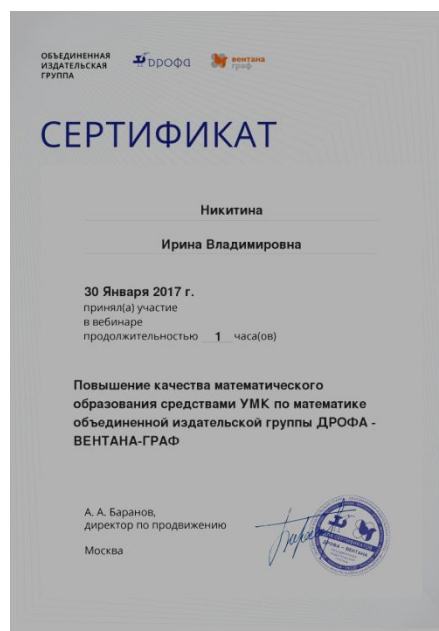 ОБЪЕДИНЕННАЯ
ИЗДАТЕЛЬСКАЯ
ГРУППА
дрофа
вентана
граф
СЕРТИФИКАТ
Никитина
Ирина Владимировна
30 Января 2017 г.
принял(а) участие
в вебинаре
продолжительностью 1 часа(ов)
Повышение качества математического
образования средствами УМК по математике
объединенной издательской группы ДРОФА -
ВЕНТАНА-ГРАФ
А. А. Баранов,
директор по продвижению
Москва
ДРОФА – ВЕНТАНА